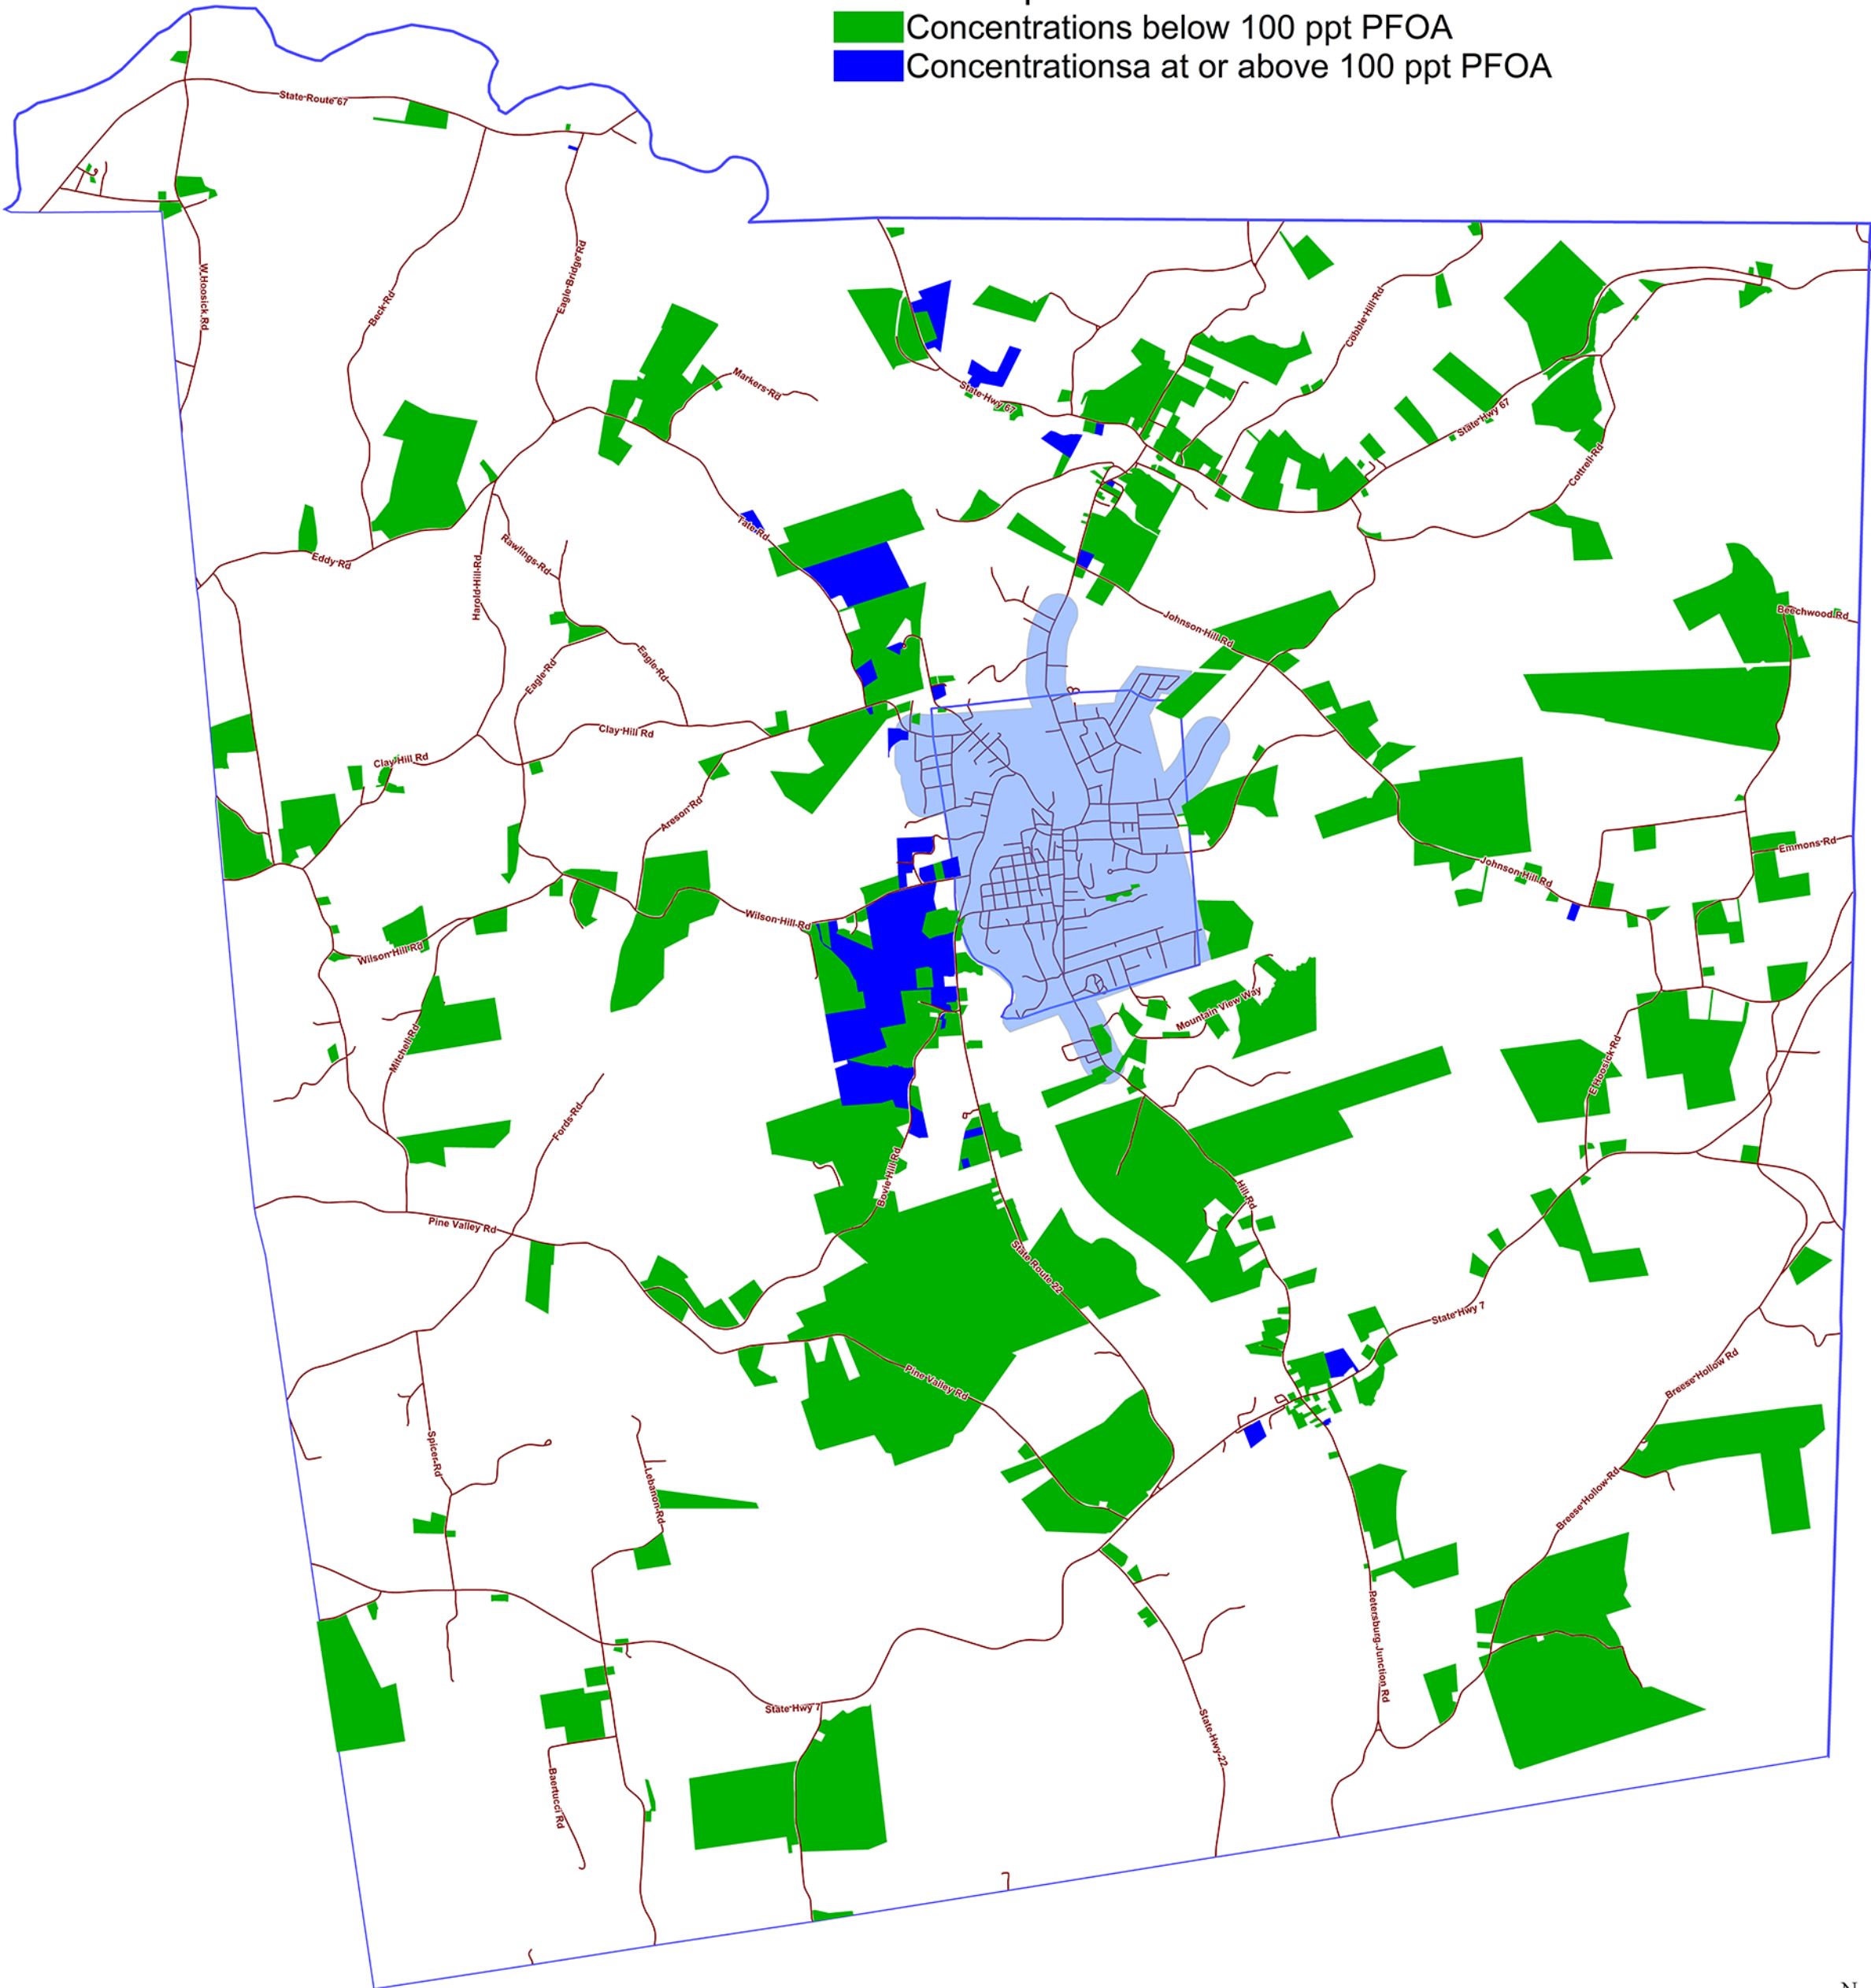 Concentrations below 100 ppt PFOA
Concentrationsa at or above 100 ppt PFOA
State Route 67
W Hoosick Rd
Beck Rd
Eagle Bridge Rd
Markers Rd
State Hwy 67
Cobble Hill Rd
State Hwy 67
Cottrell Rd
Tate Rd
Eddy Rd
Harold Hill Rd
Rawlings Rd
Eagle Rd
Eagle Rd
Johnson Hill Rd
Beechwood Rd
Clay Hill Rd
Clay Hill Rd
Areson Rd
Emmons Rd
Johnson Hill Rd
Wilson Hill Rd
Wilson Hill Rd
Mountain View Way
Mitchell Rd
E Hoosick Rd
Fords Rd
Bovie Hill Rd
Hill Rd
Pine Valley Rd
State Route 22
State Hwy 7
Pine Valley Rd
Breese Hollow Rd
Spicer Rd
Lebanon Rd
Breese Hollow Rd
Petersburg Junction Rd
State Hwy 7
State Hwy 22
Baertucci Rd
N